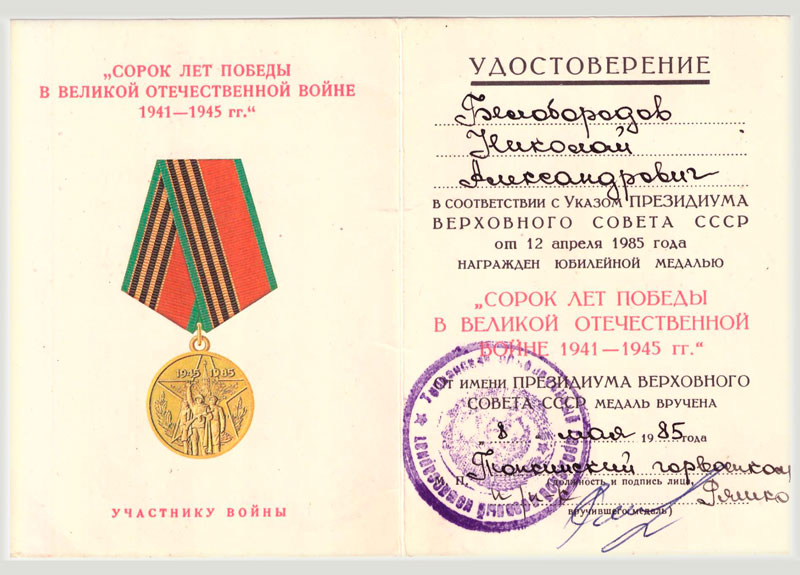 „СОРОК ЛЕТ ПОБЕДЫ
В ВЕЛИКОЙ ОТЕЧЕСТВЕННОЙ ВОЙНЕ
1941—1945 гг.“
1945 1985
УЧАСТНИКУ ВОЙНЫ
УДОСТОВЕРЕНИЕ
Белобородов
Николай
Александрович
В СООТВЕТСТВИИ С УКАЗОМ ПРЕЗИДИУМА
ВЕРХОВНОГО СОВЕТА СССР
от 12 апреля 1985 года
НАГРАЖДЕН ЮБИЛЕЙНОЙ МЕДАЛЬЮ
„СОРОК ЛЕТ ПОБЕДЫ
В ВЕЛИКОЙ ОТЕЧЕСТВЕННОЙ
ВОЙНЕ 1941—1945 гг.“
ОТ ИМЕНИ ПРЕЗИДИУМА ВЕРХОВНОГО
СОВЕТА СССР МЕДАЛЬ ВРУЧЕНА
„8 мая 1985 года
горвоенком
(должность и подпись лица,
вручившего медаль)